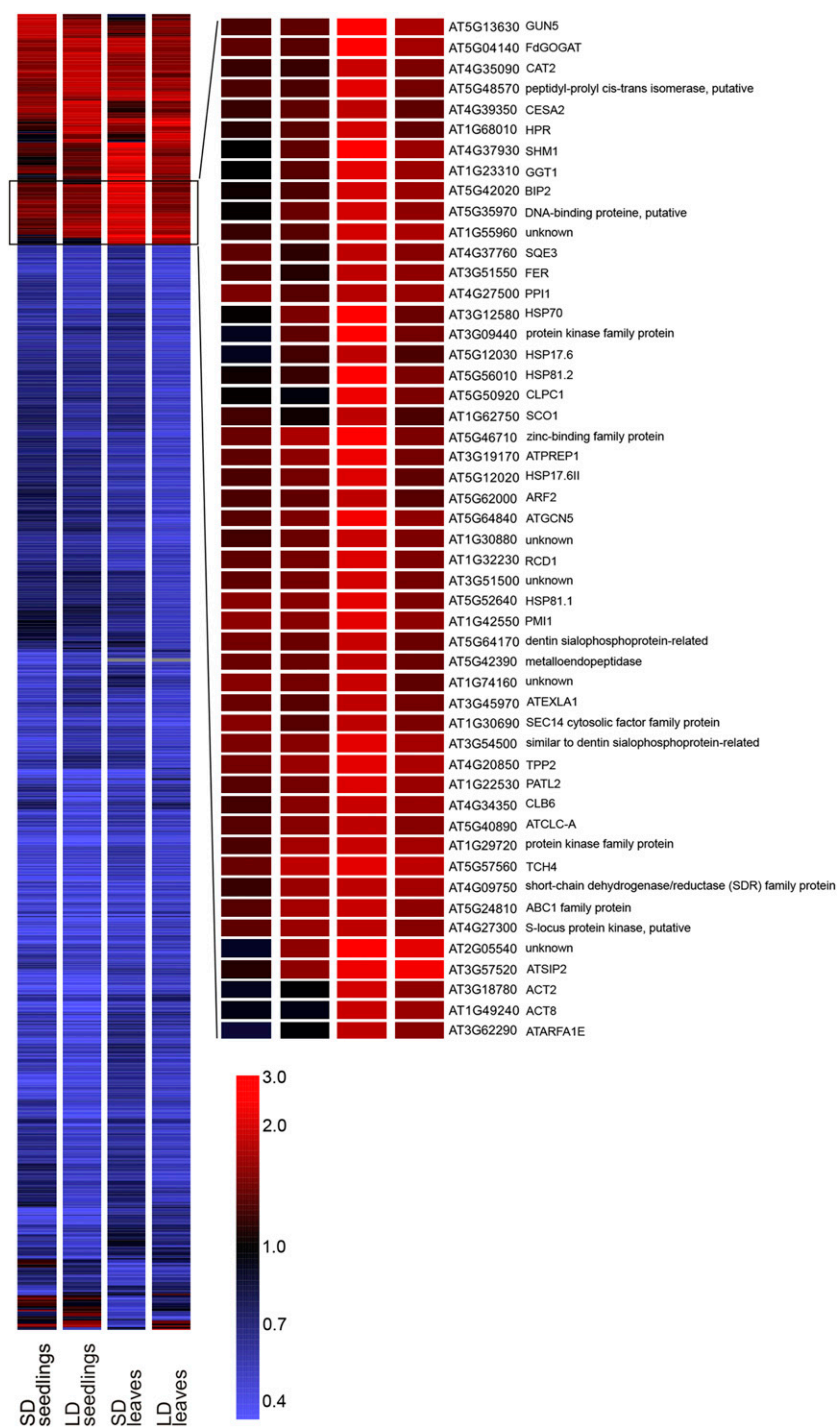 AT5G13630 GUN5
AT5G04140 FdGOGAT
AT4G35090 CAT2
AT5G48570 peptidyl-prolyl cis-trans isomerase, putative
AT4G39350 CESA2
AT1G68010 HPR
AT4G37930 SHM1
AT1G23310 GGT1
AT5G42020 BIP2
AT5G35970 DNA-binding proteine, putative
AT1G55960 unknown
AT4G37760 SQE3
AT3G51550 FER
AT4G27500 PPI1
AT3G12580 HSP70
AT3G09440 protein kinase family protein
AT5G12030 HSP17.6
AT5G56010 HSP81.2
AT5G50920 CLPC1
AT1G62750 SCO1
AT5G46710 zinc-binding family protein
AT3G19170 ATPREP1
AT5G12020 HSP17.6II
AT5G62000 ARF2
AT5G64840 ATGCN5
AT1G30880 unknown
AT1G32230 RCD1
AT3G51500 unknown
AT5G52640 HSP81.1
AT1G42550 PMI1
AT5G64170 dentin sialophosphoprotein-related
AT5G42390 metalloendopeptidase
AT1G74160 unknown
AT3G45970 ATEXLA1
AT1G30690 SEC14 cytosolic factor family protein
AT3G54500 similar to dentin sialophosphoprotein-related
AT4G20850 TPP2
AT1G22530 PATL2
AT4G34350 CLB6
AT5G40890 ATCLC-A
AT1G29720 protein kinase family protein
AT5G57560 TCH4
AT4G09750 short-chain dehydrogenase/reductase (SDR) family protein
AT5G24810 ABC1 family protein
AT4G27300 S-locus protein kinase, putative
AT2G05540 unknown
AT3G57520 ATSIP2
AT3G18780 ACT2
AT1G49240 ACT8
AT3G62290 ATARFA1E
3.0
2.0
1.0
0.7
0.4
SD
seedlings
LD
seedlings
SD
leaves
LD
leaves